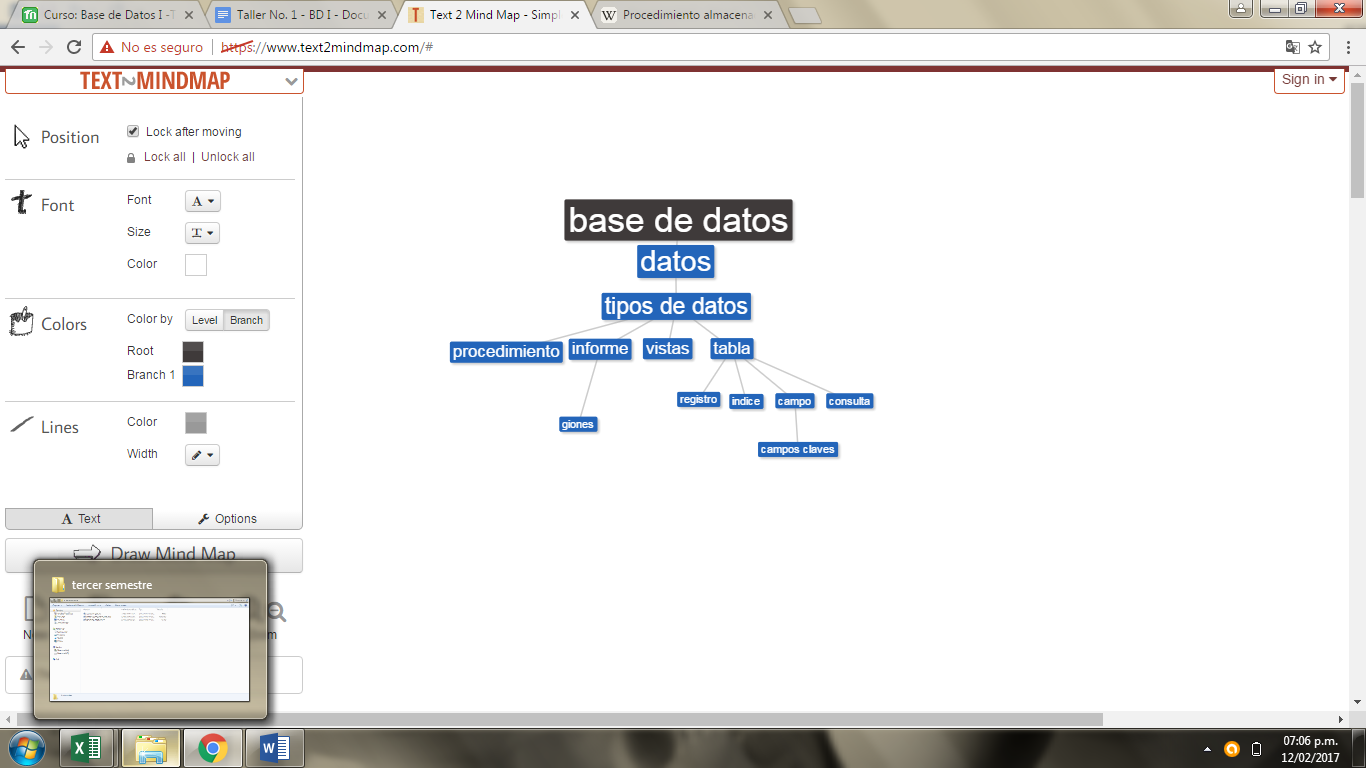 Curso: Base de Datos I -T
Taller No. 1 - BD I - Docu
Text 2 Mind Map - Simpl
Procedimiento almacena
No es seguro https://www.text2mindmap.com/#
TEXT2MINDMAP
Sign in
Position
Lock after moving
Lock all | Unlock all
Font
Font
A
Size
T
Color
Colors
Color by
Level
Branch
Root
Branch 1
Lines
Color
Width
A Text
Options
Draw Mind Map
tercer semestre
base de datos
datos
tipos de datos
procedimiento
informe
vistas
tabla
registro
indice
campo
consulta
giones
campos claves
07:06 p.m.
12/02/2017